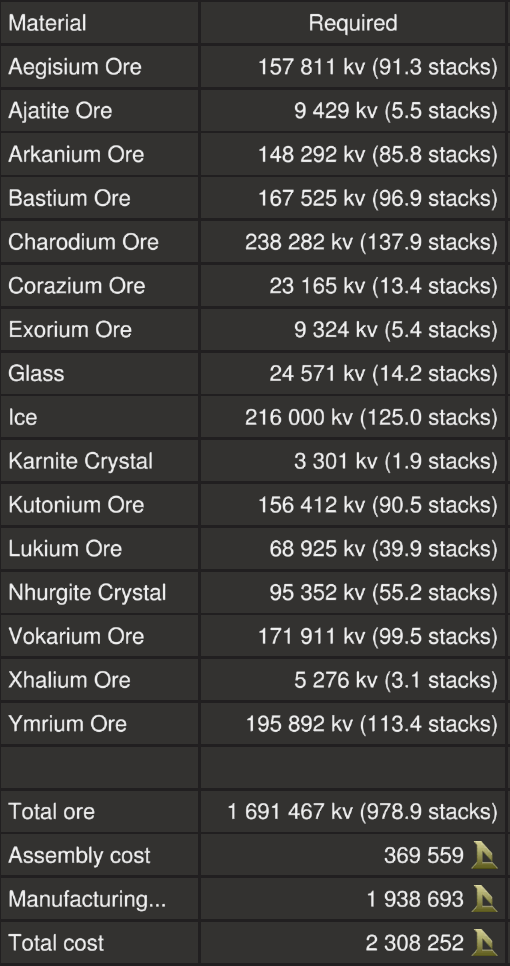 Material Required
Aegisium Ore 157 811 kv (91.3 stacks)
Ajatite Ore 9 429 kv (5.5 stacks)
Arkanium Ore 148 292 kv (85.8 stacks)
Bastium Ore 167 525 kv (96.9 stacks)
Charodium Ore 238 282 kv (137.9 stacks)
Corazium Ore 23 165 kv (13.4 stacks)
Exorium Ore 9 324 kv (5.4 stacks)
Glass 24 571 kv (14.2 stacks)
Ice 216 000 kv (125.0 stacks)
Karnite Crystal 3 301 kv (1.9 stacks)
Kutonium Ore 156 412 kv (90.5 stacks)
Lukium Ore 68 925 kv (39.9 stacks)
Nhurgite Crystal 95 352 kv (55.2 stacks)
Vokarium Ore 171 911 kv (99.5 stacks)
Xhalium Ore 5 276 kv (3.1 stacks)
Ymrium Ore 195 892 kv (113.4 stacks)
Total ore 1 691 467 kv (978.9 stacks)
Assembly cost 369 559
Manufacturing... 1 938 693
Total cost 2 308 252